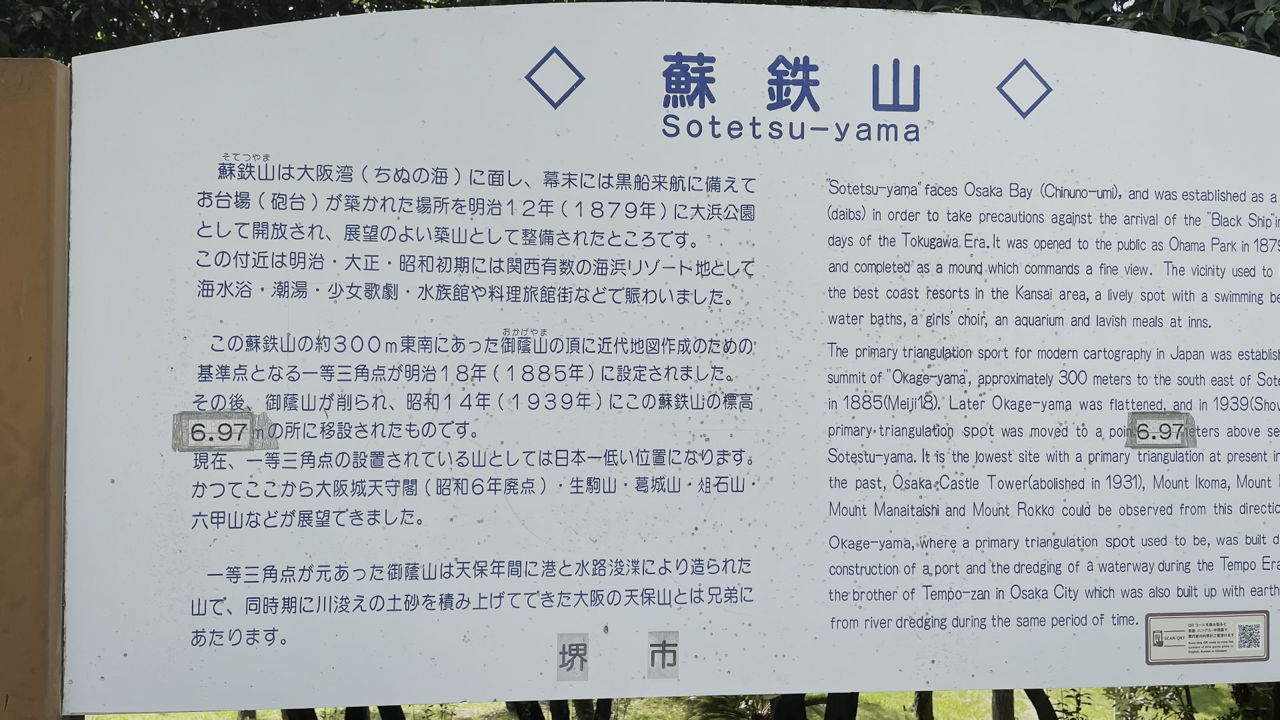 蘇鉄山
Sotetsu-yama
そてつやま
蘇鉄山は大阪湾（ちぬの海）に面し、幕末には黒船来航に備えて
お台場（砲台）が築かれた場所を明治12年（1879年）に大浜公園
として開放され、展望のよい築山として整備されたところです。
この付近は明治・大正・昭和初期には関西有数の海浜リゾート地として
海水浴・潮湯・少女歌劇・水族館や料理旅館街などで賑わいました。
おかげやま
この蘇鉄山の約300m東南にあった御蔭山の頂に近代地図作成のための
基準点となる一等三角点が明治18年（1885年）に設定されました。
その後、御蔭山が削られ、昭和14年（1939年）にこの蘇鉄山の標高
6.97mの所に移設されたものです。
現在、一等三角点の設置されている山としては日本一低い位置になります。
かつてここから大阪城天守閣（昭和6年廃点）・生駒山・葛城山・爼石山・
六甲山などが展望できました。
一等三角点が元あった御蔭山は天保年間に港と水路浚渫により造られた
山で、同時期に川浚えの土砂を積み上げてできた大阪の天保山とは兄弟に
あたります。
堺市
"Sotetsu-yama" faces Osaka Bay (Chinuno-umi), and was established as a
(daibs) in order to take precautions against the arrival of the "Black Ship" in
days of the Tokugawa Era. It was opened to the public as Ohama Park in 1879
and completed as a mound which commands a fine view. The vicinity used to
the best coast resorts in the Kansai area, a lively spot with a swimming be
water baths, a girls' choir, an aquarium and lavish meals at inns.
The primary triangulation sport for modern cartography in Japan was establis
summit of "Okage-yama", approximately 300 meters to the south east of Sote
in 1885(Meiji18). Later Okage-yama was flattened, and in 1939(Show
primary triangulation spot was moved to a poin 6.97 eters above se
Sotestu-yama. It is the lowest site with a primary triangulation at present in
the past, Osaka Castle Tower(abolished in 1931), Mount Ikoma, Mount
Mount Manaitaishi and Mount Rokko could be observed from this directio
Okage-yama, where a primary triangulation spot used to be, was built d
construction of a port and the dredging of a waterway during the Tempo Era
the brother of Tempo-zan in Osaka City which was also built up with earth
from river dredging during the same period of time.
SCAN QR!